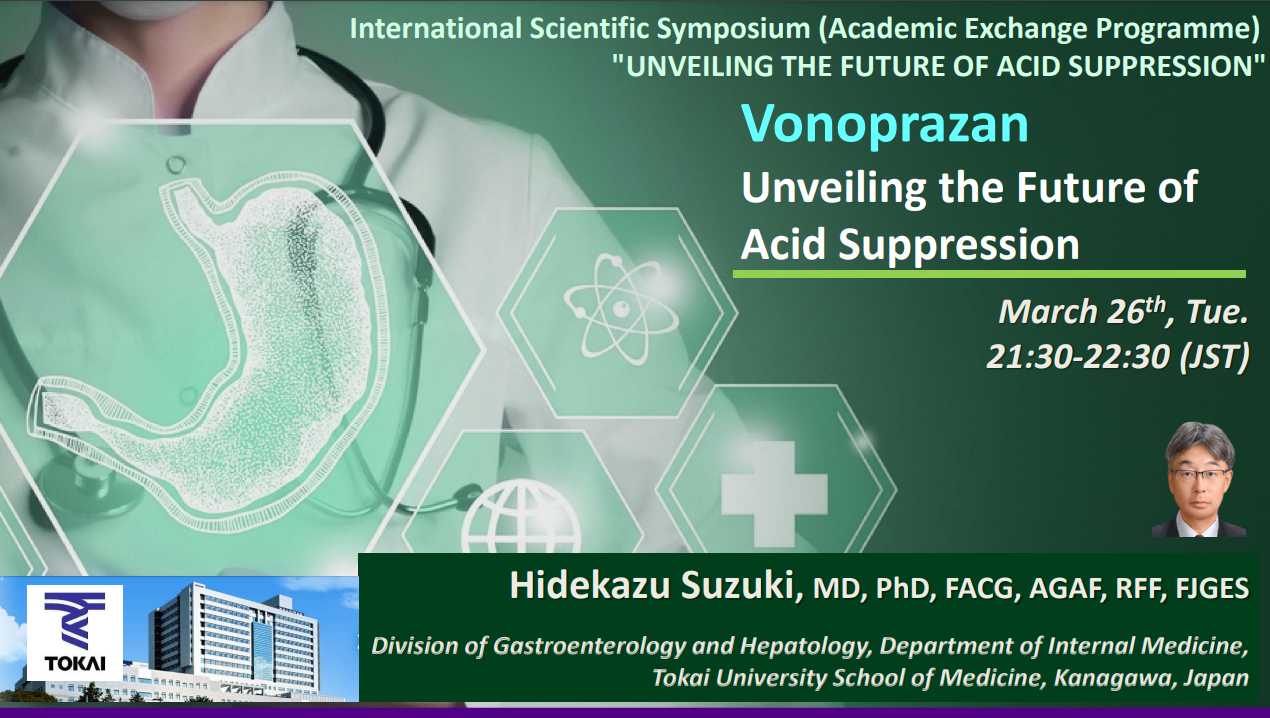 International Scientific Symposium (Academic Exchange Programme)
"UNVEILING THE FUTURE OF ACID SUPPRESSION"
Vonoprazan
Unveiling the Future of
Acid Suppression
March 26th, Tue.
21:30-22:30 (JST)
Hidekazu Suzuki, MD, PhD, FACG, AGAF, RFF, FJGES
Division of Gastroenterology and Hepatology, Department of Internal Medicine,
Tokai University School of Medicine, Kanagawa, Japan
TOKAI